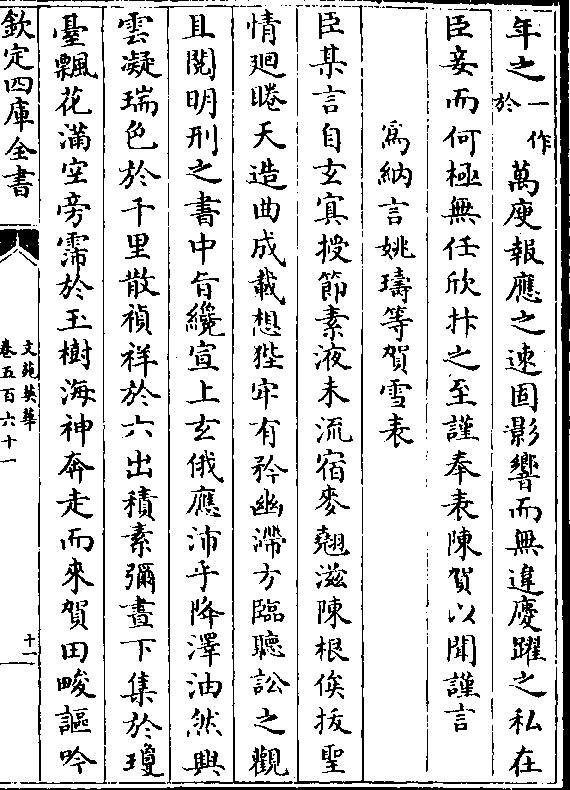 年之一作於萬庾報應之速固影響而無違慶躍之私在
臣妾而何極無任欣抃之至謹奉表陳賀以聞謹言
為納言姚璹等賀雪表
臣某言自玄冥授節素液未流宿麥翹滋陳根俟拔聖
情迴睠天造曲成載想狴牢有矜幽滯方臨聽訟之觀
且閱明刑之書中旨纔宣上玄俄應沛乎降澤油然興
雲凝瑞色於千里散禎祥於六出積素彌晝下集於瓊
臺飄花滿空旁霈於玉樹海神奔走而來賀田畯謳吟
欽定四庫全書
文苑英華
卷五百六十一
十一